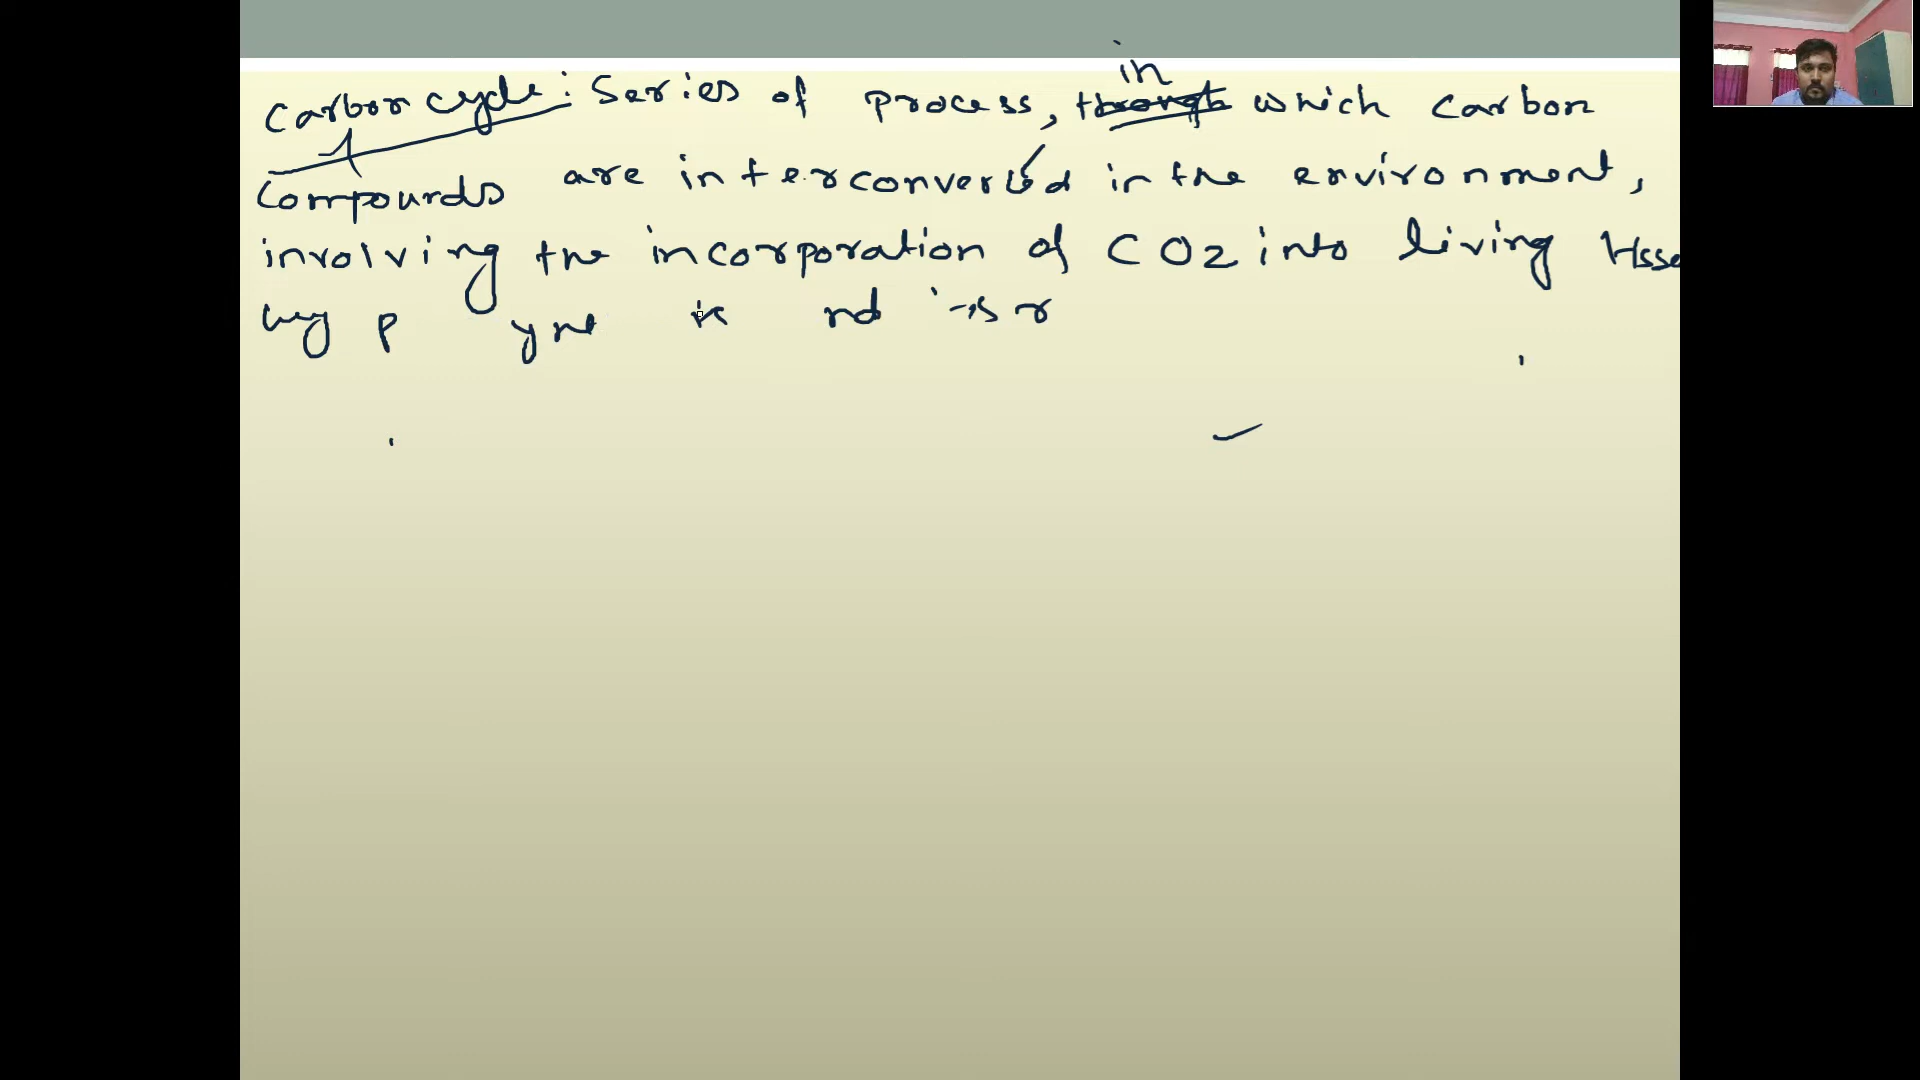 Carbon cycle : Series of process, in which carbon
compounds are interconverted in the environment,
involving the incorporation of CO2 into living